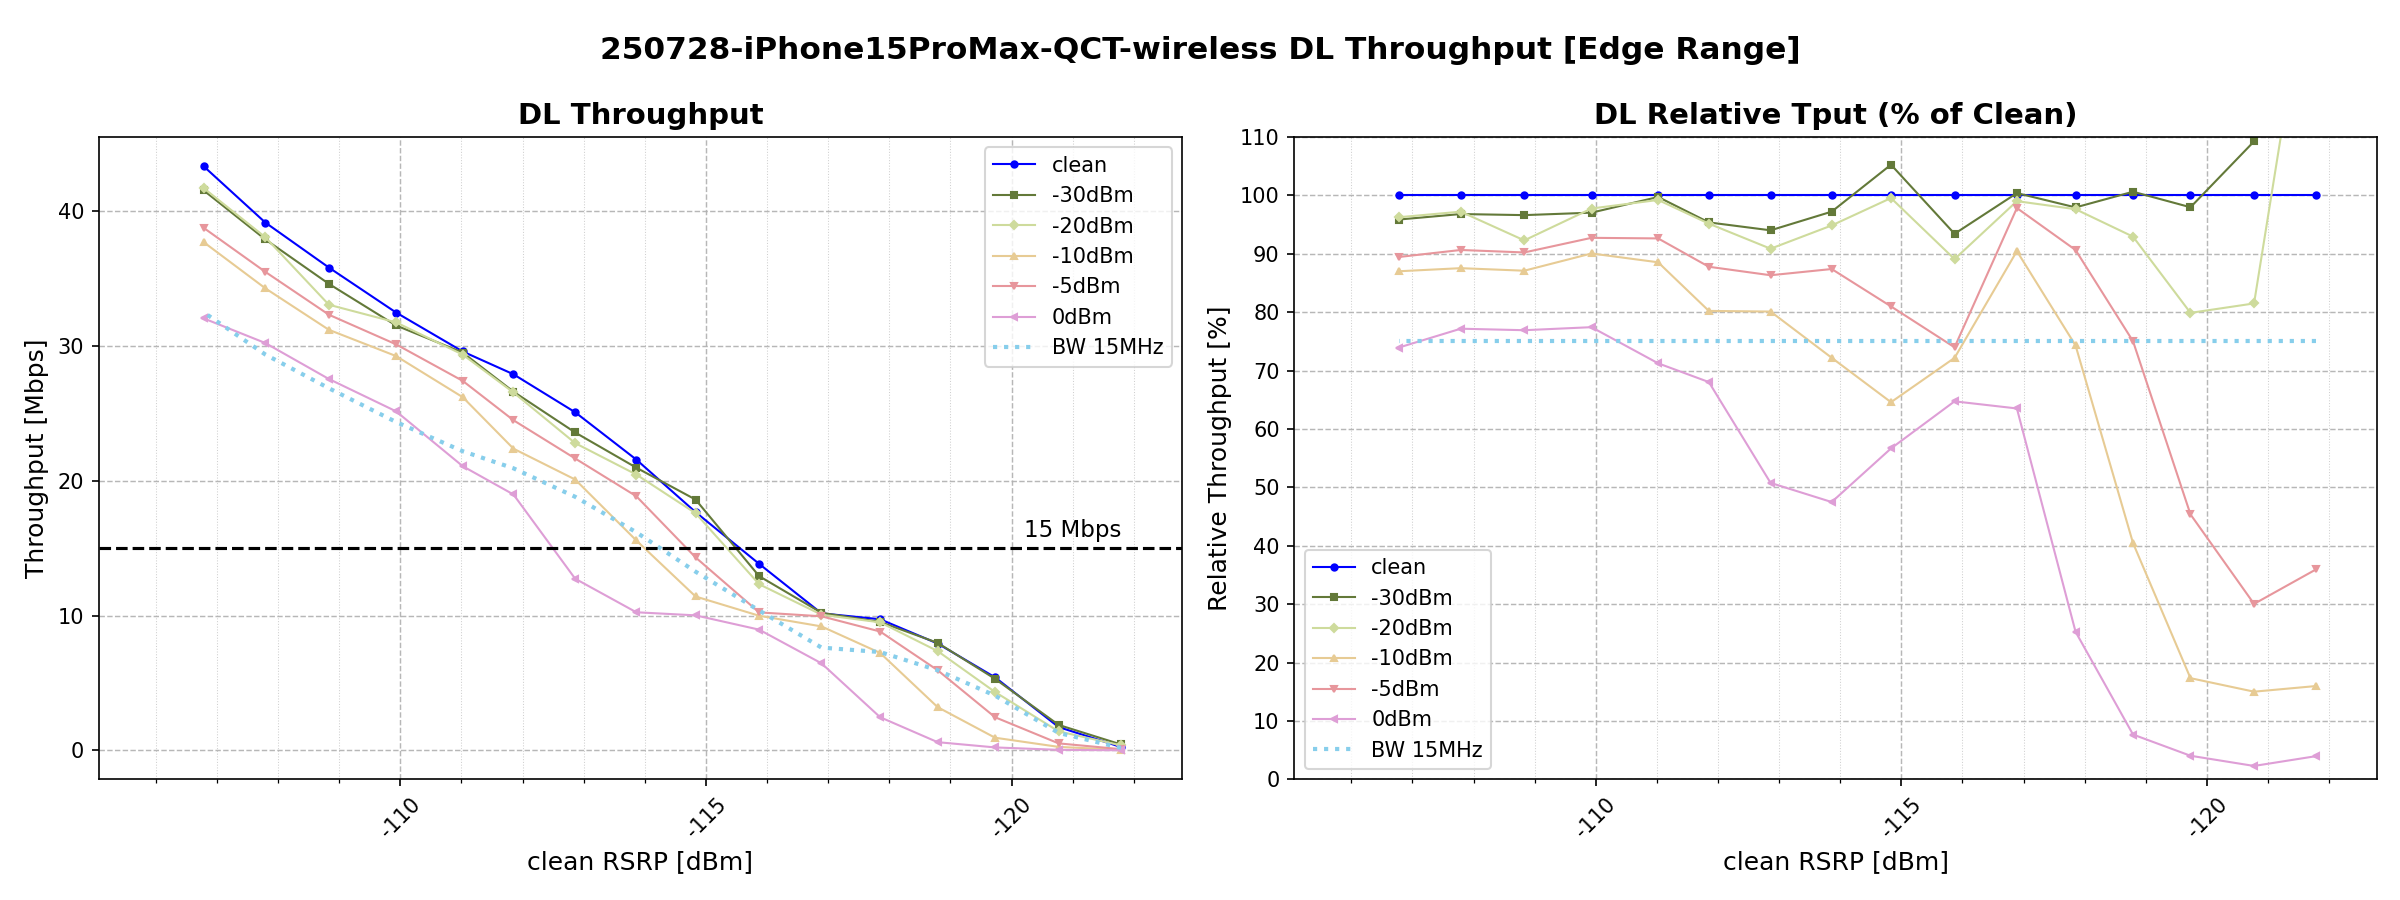 250728-iPhone15ProMax-QCT-wireless DL Throughput [Edge Range]
DL Throughput
Throughput [Mbps]
40
30
20
10
0
-110
-115
-120
clean RSRP [dBm]
15 Mbps
clean
-30dBm
-20dBm
-10dBm
-5dBm
0dBm
BW 15MHz
DL Relative Tput (% of Clean)
Relative Throughput [%]
110
100
90
80
70
60
50
40
30
20
10
0
-110
-115
-120
clean RSRP [dBm]
clean
-30dBm
-20dBm
-10dBm
-5dBm
0dBm
BW 15MHz